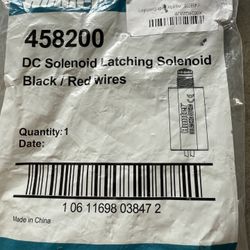 458200
DC Solenoid Latching Solenoid
Black / Red wires
Quantity:1
Date:
Made in China
1 06 11698 03847 2
Hunter